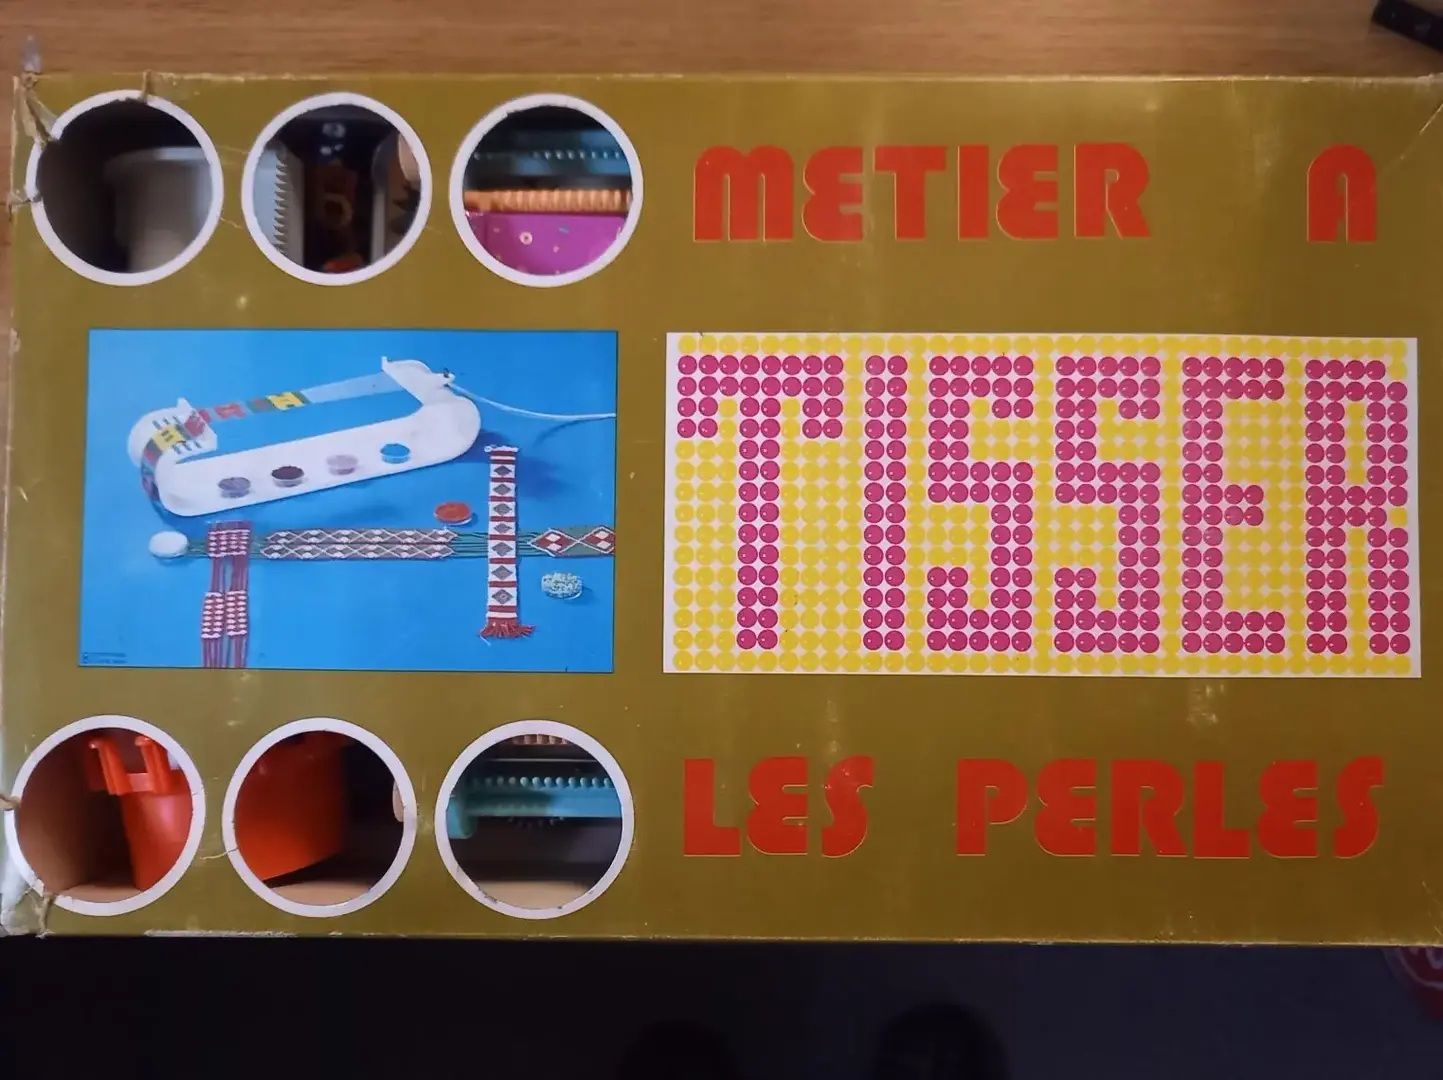 METIER A
TISSER
LES PERLES